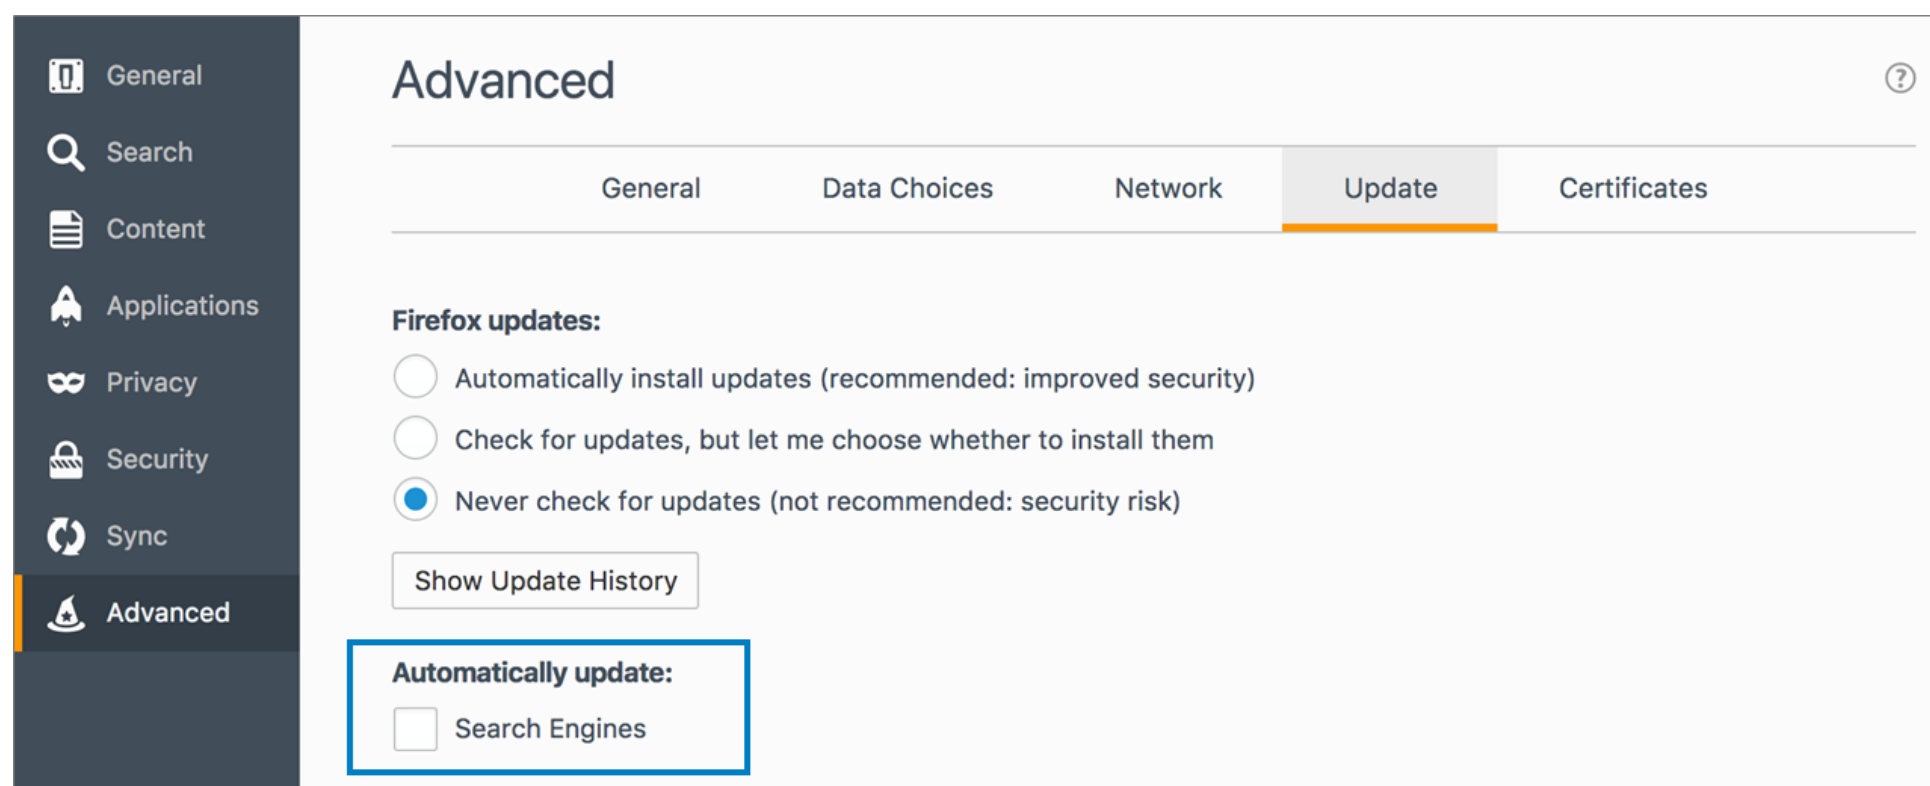 General
Search
Content
Applications
Privacy
Security
Sync
Advanced
Advanced
?
General Data Choices Network Update Certificates
Firefox updates:
Automatically install updates (recommended: improved security)
Check for updates, but let me choose whether to install them
Never check for updates (not recommended: security risk)
Show Update History
Automatically update:
Search Engines